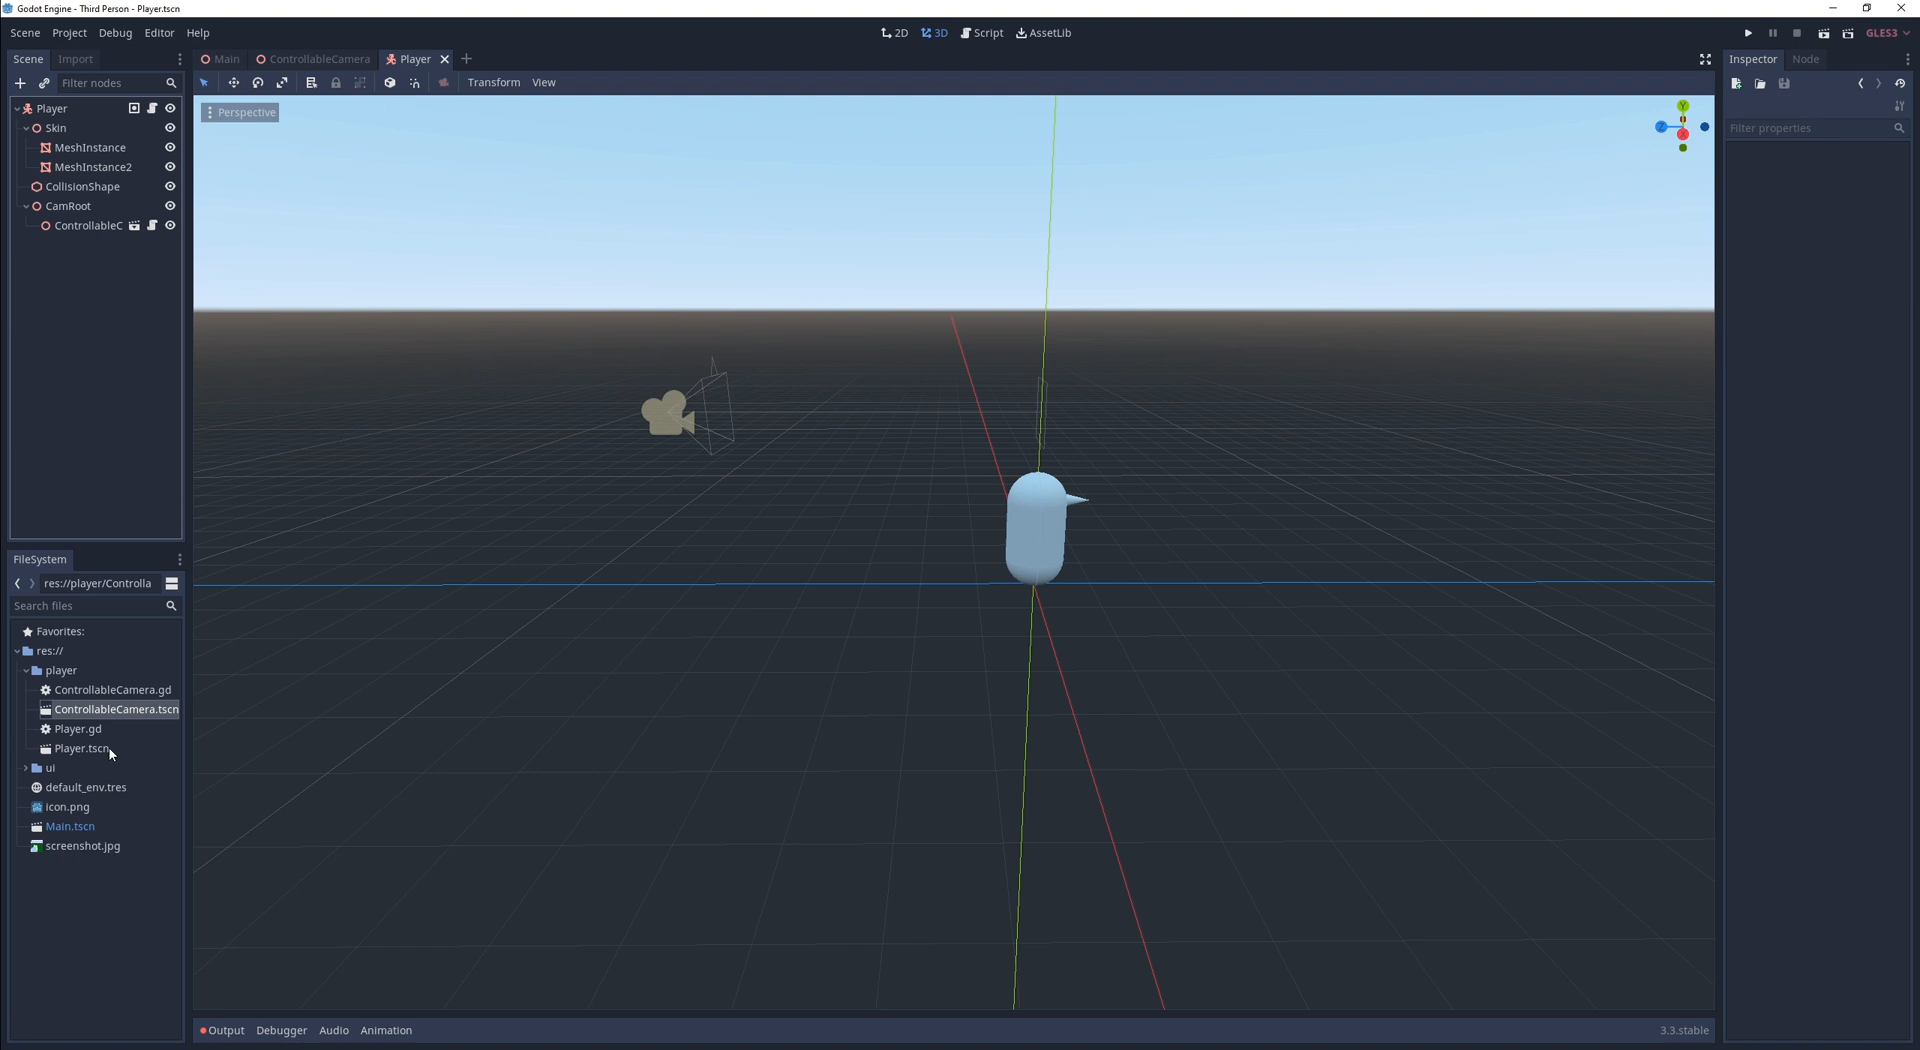 Godot Engine - Third Person - Player.tscn
Scene Project Debug Editor Help
2D 3D Script AssetLib
GLES3
Scene Import
Main ControllableCamera Player
Inspector Node
Filter nodes
Transform View
Player
Skin
MeshInstance
MeshInstance2
CollisionShape
CamRoot
ControllableC
Perspective
Y
Z
X
Filter properties
FileSystem
res://player/Controlla
Search files
Favorites:
res://
player
ControllableCamera.gd
ControllableCamera.tscn
Player.gd
Player.tscn
ui
default_env.tres
icon.png
Main.tscn
screenshot.jpg
Output Debugger Audio Animation
3.3.stable